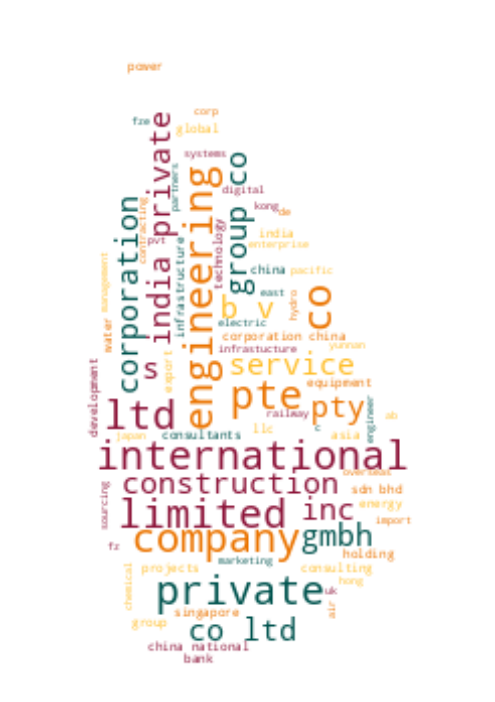 power
corp
fze
global
india private
systems
group co
partners
engineering
digital
corporation
contracting
kong
de
technology
india
pvt
enterprise
infrastructure
management
china
pacific
east
co
hydro
b v
electric
water
corporation china
yunnan
infrastucture
s
export
service
development
equipment
pte
ltd
pty
engineer
railway
ab
llc
c
japan
consultants
asia
international
overseas
construction
sdn bhd
sourcing
limited
inc
energy
import
company
gmbh
fz
holding
marketing
projects
consulting
chemical
hong
private
uk
air
singapore
group
co ltd
china national
bank